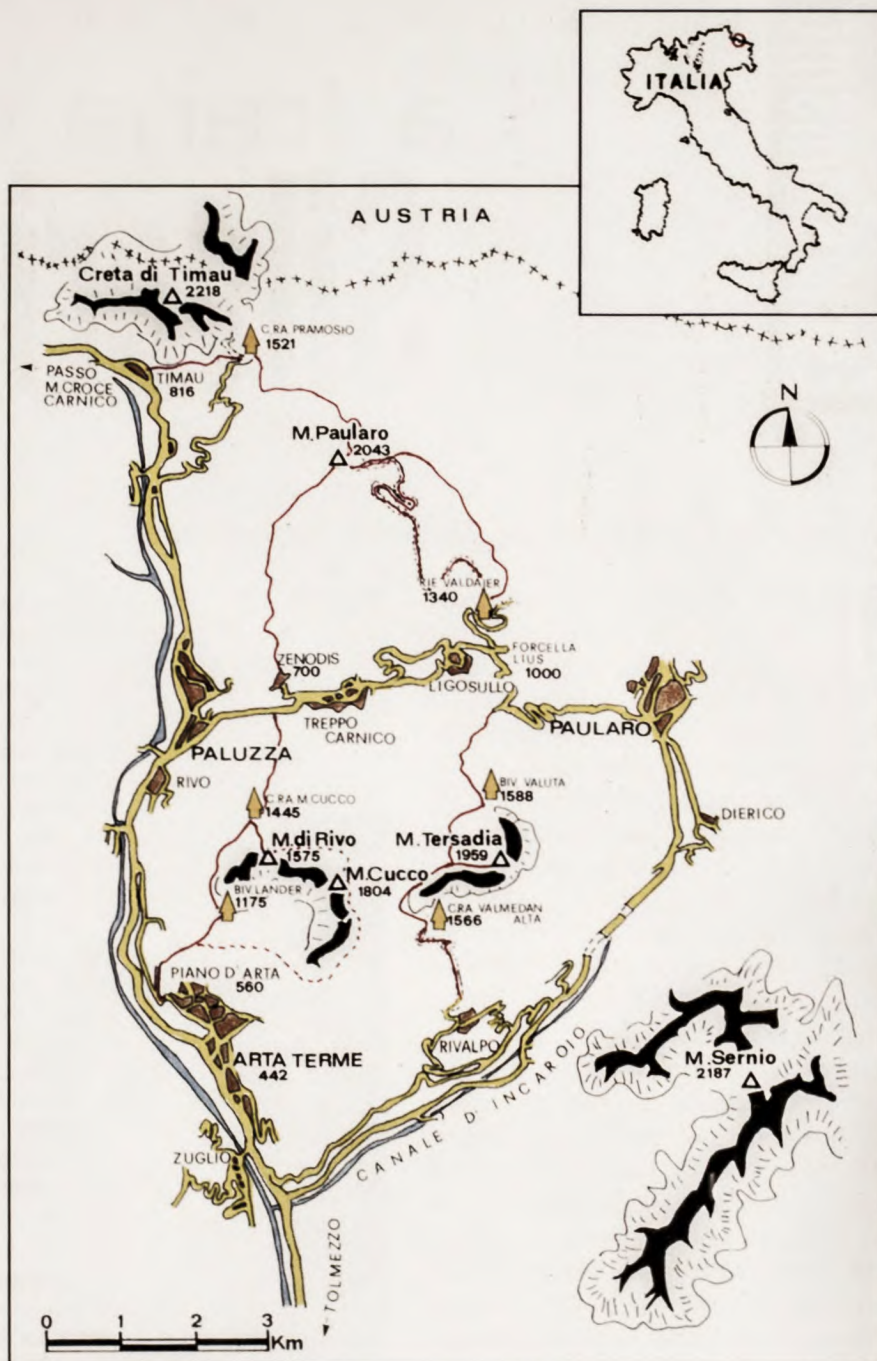 ITALIA
AUSTRIA
Creta di Timau
2218
C.RA PRAMOSIO
1521
PASSO
M.CROCE
CARNICO
TIMAU
816
N
M.Paularo
2043
RIF. VALDAJER
1340
ZENODIS
700
FORCELLA
LIUS
1000
LIGOSULLO
TREPPO
CARNICO
PAULARO
PALUZZA
RIVO
C.RA M.CUCCO
1445
BIV. VALUTA
1588
DIERICO
M.di Rivo
1575
M.Tersadia
1959
M.Cucco
1804
BIV. LANDER
1175
C.RA VALMEDAN
ALTA
1566
PIANO D'ARTA
560
RIVALPO
ARTA TERME
442
M.Sernio
2187
CANALE D'INCAROIO
ZUGLIO
TOLMEZZO
0 1 2 3
Km